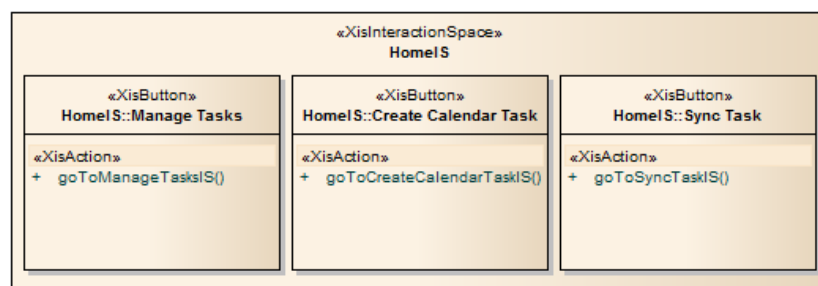 «XisInteractionSpace»
HomeIS
«XisButton»
HomeIS::Manage Tasks
«XisAction»
+ goToManageTasksIS()
«XisButton»
HomeIS::Create Calendar Task
«XisAction»
+ goToCreateCalendarTaskIS()
«XisButton»
HomeIS::Sync Task
«XisAction»
+ goToSyncTaskIS()